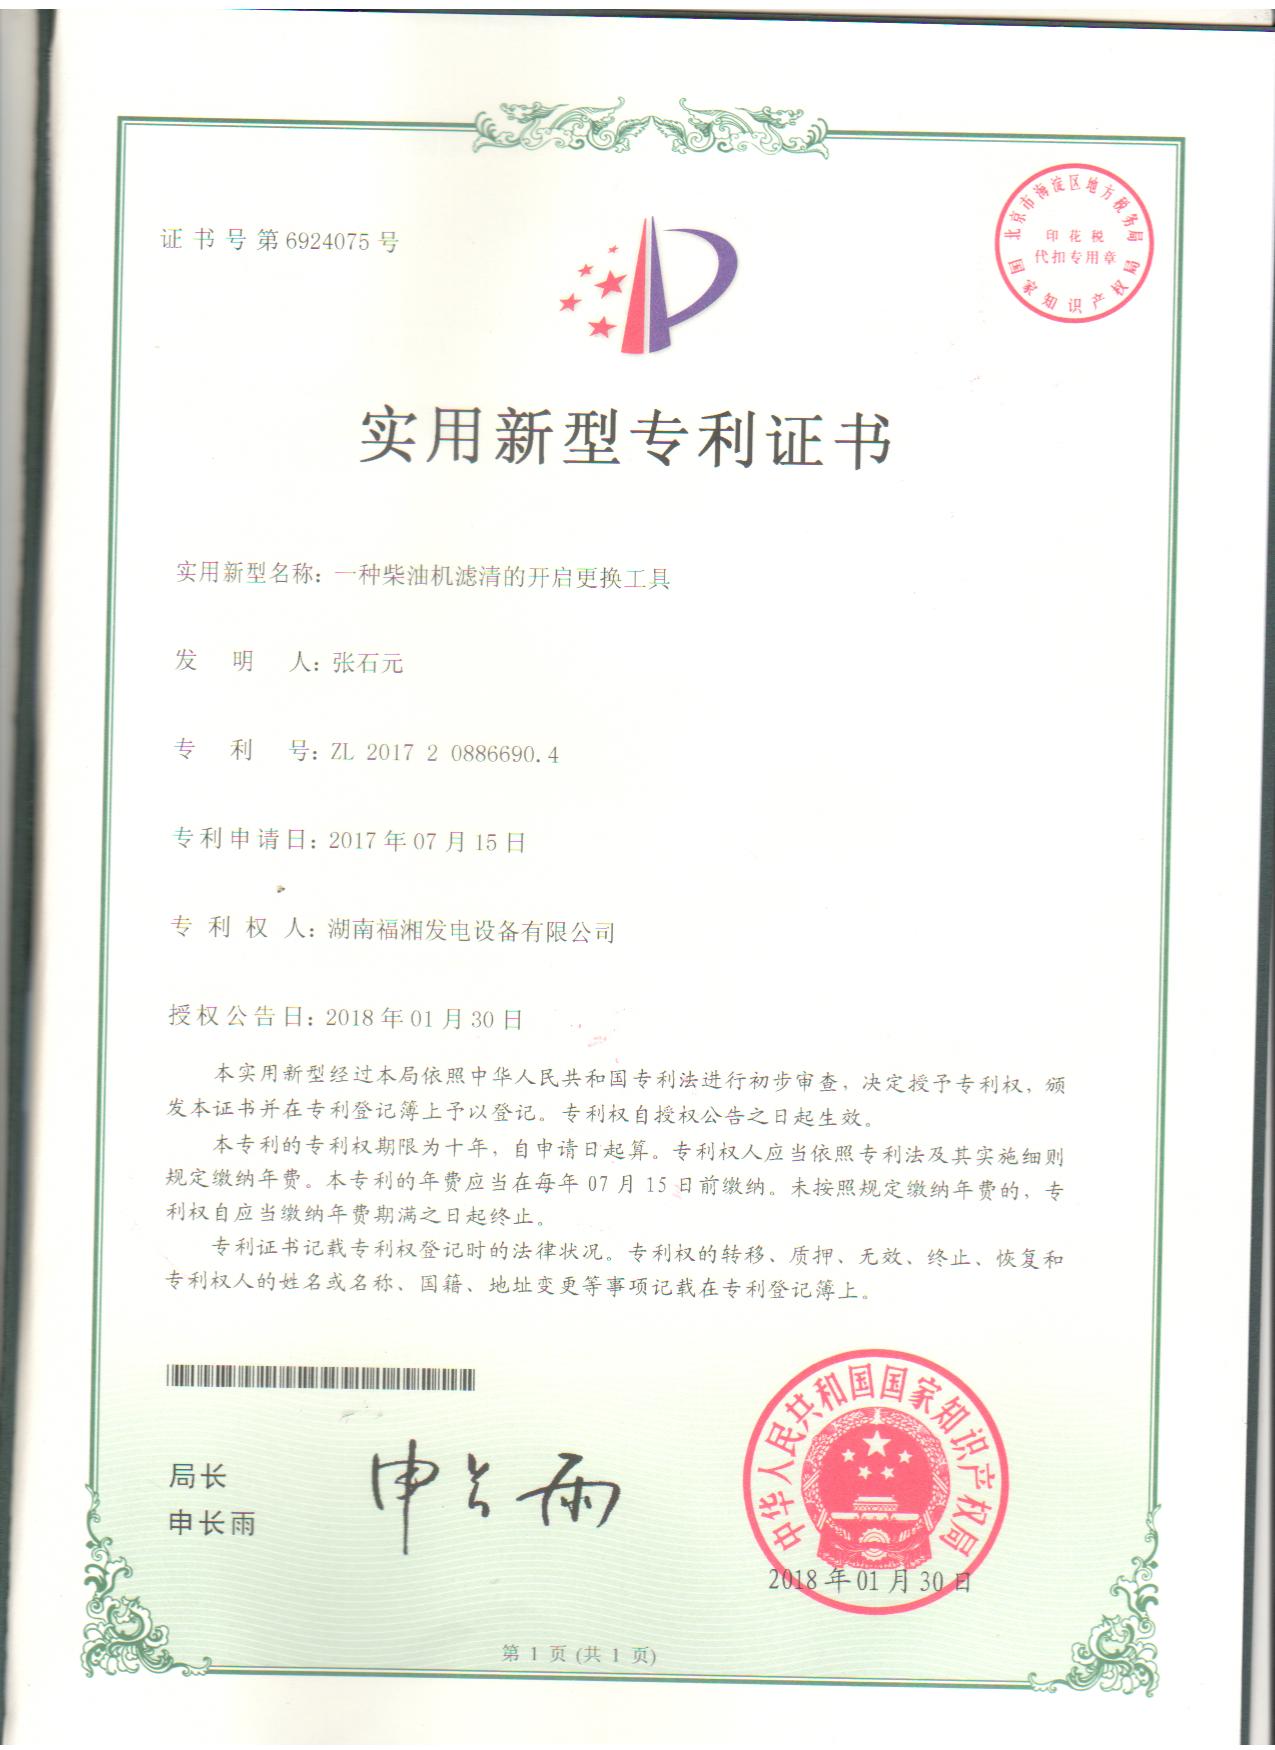 证书号第6924075号
北京市海淀区地方税务局
印花税
代扣专用章
国家知识产权局
实用新型专利证书
实用新型名称：一种柴油机滤清的开启更换工具
发明人：张石元
专利号：ZL 2017 2 0886690.4
专利申请日：2017年07月15日
专利权人：湖南福湘发电设备有限公司
授权公告日：2018年01月30日
本实用新型经过本局依照中华人民共和国专利法进行初步审查，决定授予专利权，颁
发本证书并在专利登记簿上予以登记。专利权自授权公告之日起生效。
本专利的专利权期限为十年，自申请日起算。专利权人应当依照专利法及其实施细则
规定缴纳年费。本专利的年费应当在每年07月15日前缴纳。未按照规定缴纳年费的，专
利权自应当缴纳年费期满之日起终止。
专利证书记载专利权登记时的法律状况。专利权的转移、质押、无效、终止、恢复和
专利权人的姓名或名称、国籍、地址变更等事项记载在专利登记簿上。
局长
申长雨
申长雨
中华人民共和国国家知识产权局
2018年01月30日
第 1 页 (共 1 页)